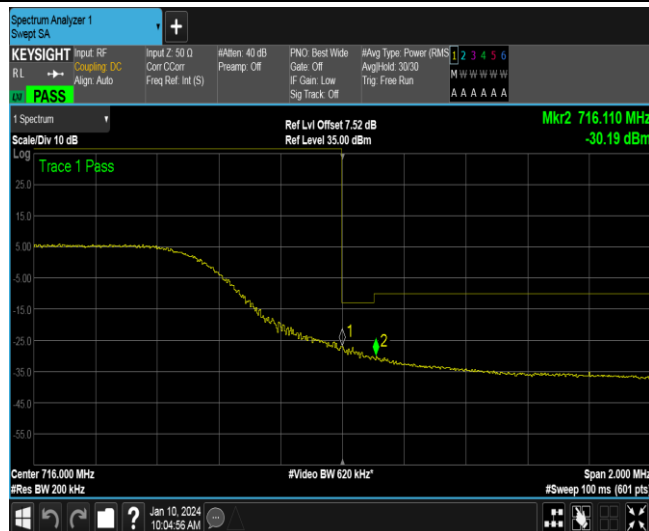 Spectrum Analyzer 1
Swept SA
+
KEYSIGHT
RL
LV PASS
Input: RF
Coupling: DC
Align: Auto
Input Z: 50 Ω
Corr CCorr
Freq Ref: Int (S)
#Atten: 40 dB
Preamp: Off
PNO: Best Wide
Gate: Off
IF Gain: Low
Sig Track: Off
#Avg Type: Power (RMS
Avg|Hold: 30/30
Trig: Free Run
1 2 3 4 5 6
M W W W W W
A A A A A A
1 Spectrum
Scale/Div 10 dB
Log
Ref Lvl Offset 7.52 dB
Ref Level 35.00 dBm
Mkr2 716.110 MHz
-30.19 dBm
Trace 1 Pass
25.0
15.0
5.00
-5.00
-15.0
-25.0
-35.0
-45.0
-55.0
1
2
Center 716.000 MHz
#Res BW 200 kHz
#Video BW 620 kHz*
Span 2.000 MHz
#Sweep 100 ms (601 pts)
?
Jan 10, 2024
10:04:56 AM